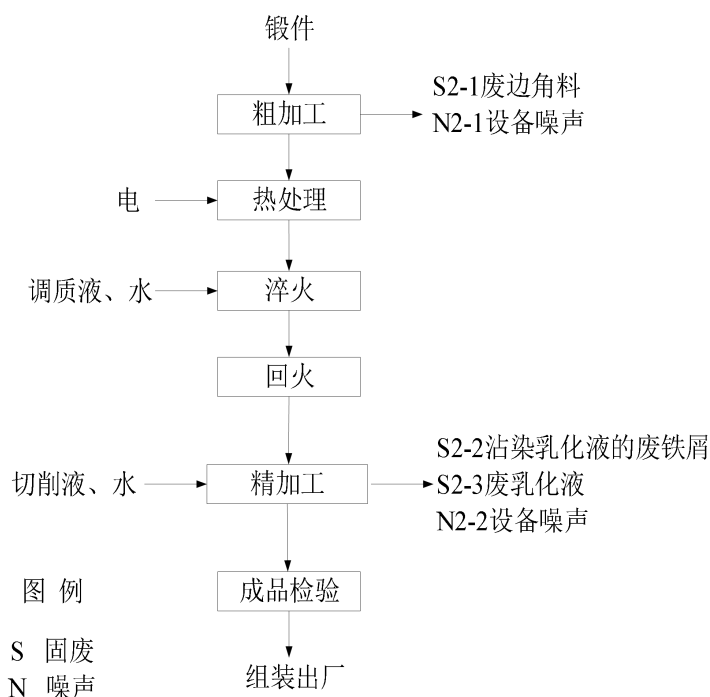 锻件
粗加工
S2-1废边角料
N2-1设备噪声
电
热处理
调质液、水
淬火
回火
切削液、水
精加工
S2-2沾染乳化液的废铁屑
S2-3废乳化液
N2-2设备噪声
成品检验
组装出厂
图 例
S 固废
N 噪声